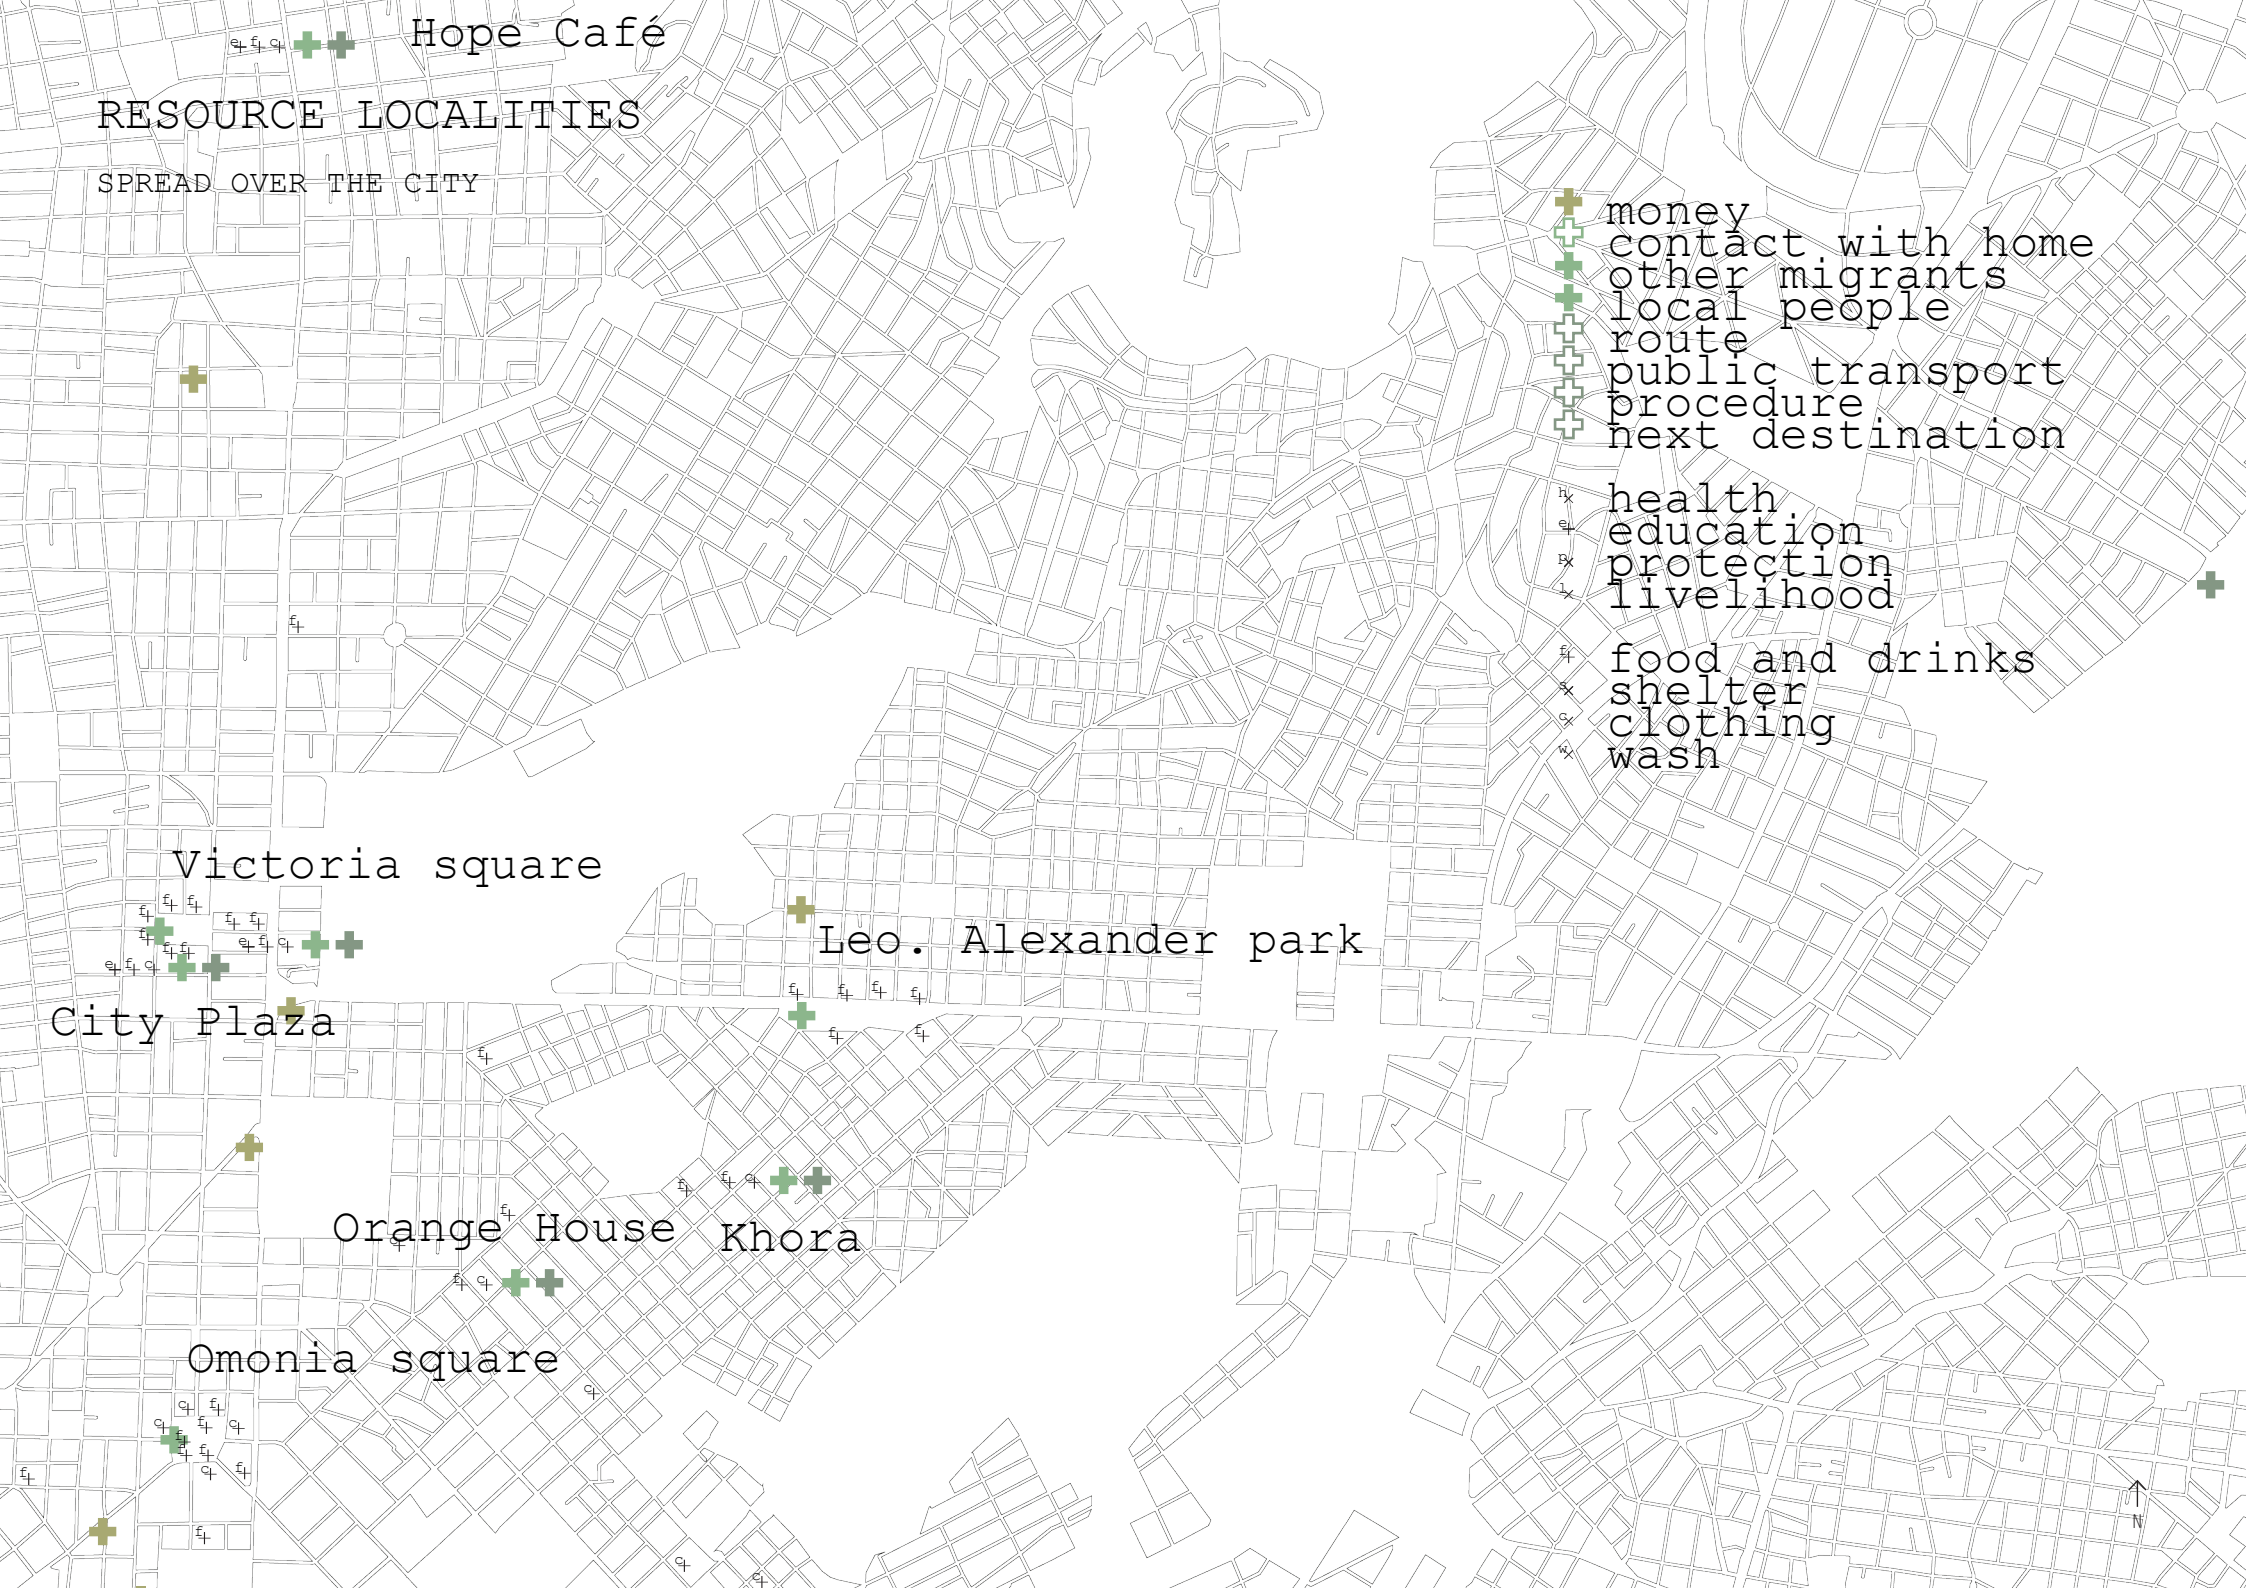 Hope Café
e f c
RESOURCE LOCALITIES
SPREAD OVER THE CITY
money
contact with home
other migrants
local people
route
public transport
procedure
next destination
h health
e education
p protection
l livelihood
f
f food and drinks
s shelter
c clothing
w wash
Victoria square
f f f
f f
f
f f
e f c
e f c
Leo. Alexander park
f f f f
City Plaza
f f
f
f
f c
Orange House
f
Khora
c
f c
Omonia square
c
c f
c f c
f
f f
c f
f
f
c
c
N